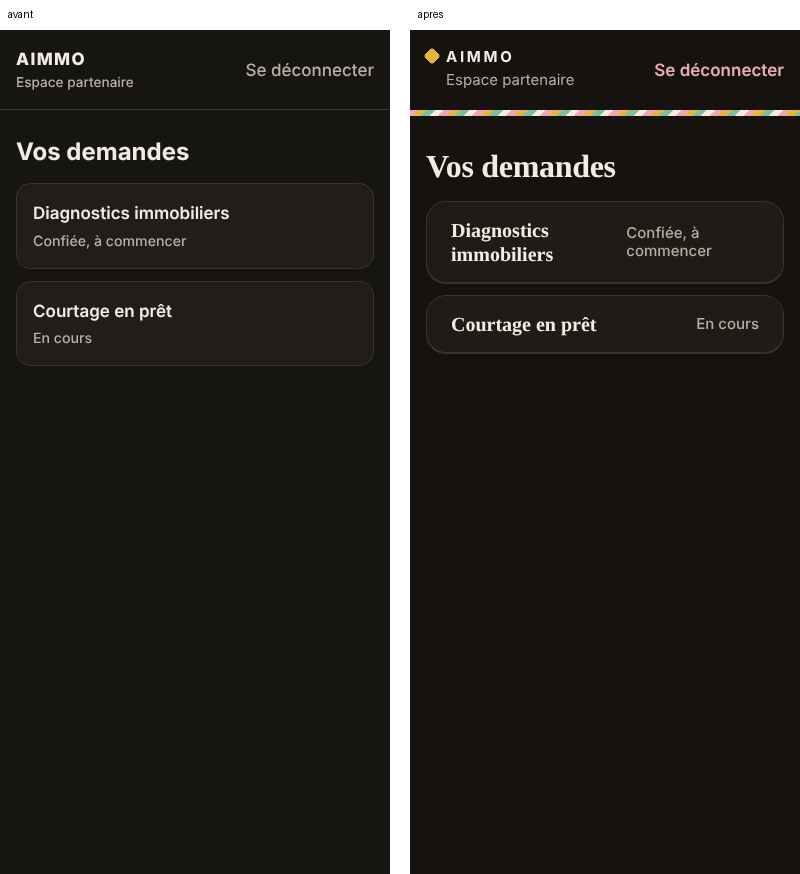 avant
AIMMO
Espace partenaire
Se déconnecter
Vos demandes
Diagnostics immobiliers
Confiée, à commencer
Courtage en prêt
En cours
apres
AIMMO
Espace partenaire
Se déconnecter
Vos demandes
Diagnostics
immobiliers
Confiée, à
commencer
Courtage en prêt
En cours